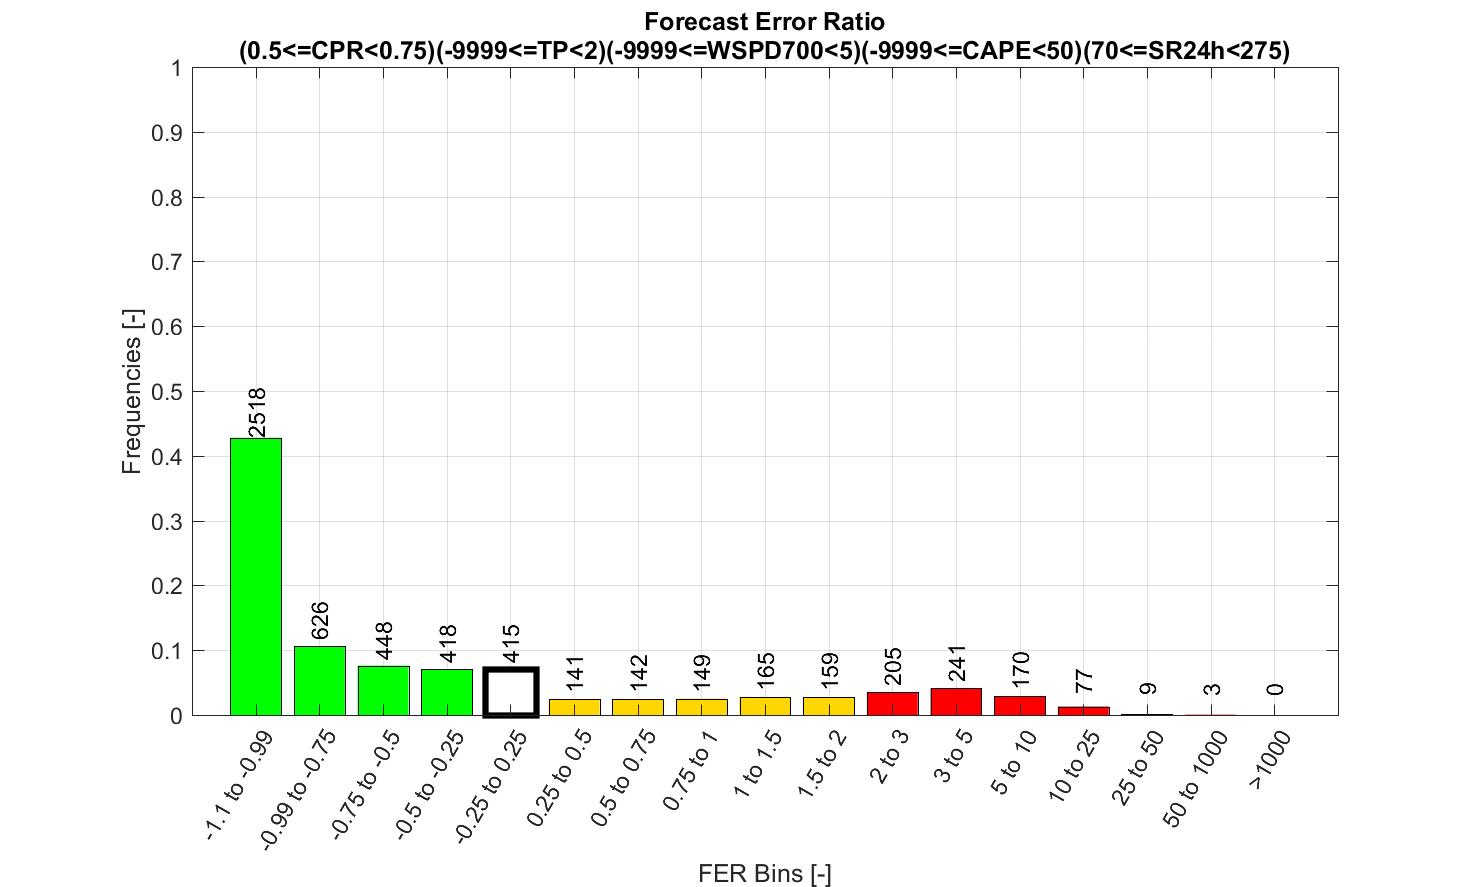 Forecast Error Ratio
(0.5<=CPR<0.75)(-9999<=TP<2)(-9999<=WSPD700<5)(-9999<=CAPE<50)(70<=SR24h<275)
1
0.9
0.8
0.7
0.6
0.5
0.4
0.3
0.2
0.1
0
Frequencies [-]
2518
626
448
418
415
141
142
149
165
159
205
241
170
77
9
3
0
-1.1 to -0.99
-0.99 to -0.75
-0.75 to -0.5
-0.5 to -0.25
-0.25 to 0.25
0.25 to 0.5
0.5 to 0.75
0.75 to 1
1 to 1.5
1.5 to 2
2 to 3
3 to 5
5 to 10
10 to 25
25 to 50
50 to 1000
>1000
FER Bins [-]